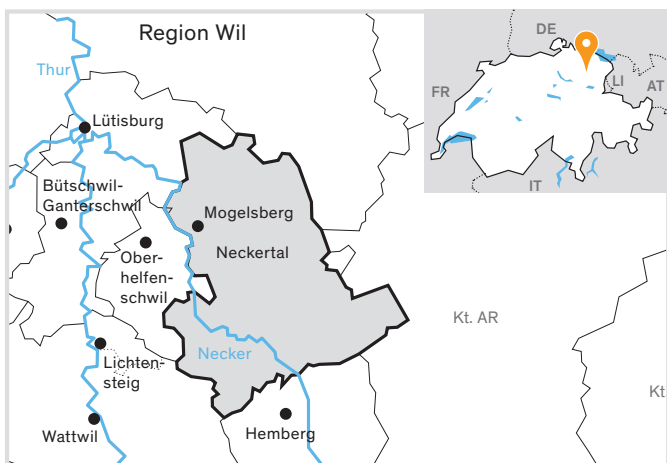 Region Wil
DE
LI
AT
FR
IT
Thur
Lütisburg
Bütschwil-
Ganterschwil
Mogelsberg
Neckertal
Ober-
helfen-
schwil
Kt. AR
Necker
Lichten-
steig
Kt.
Wattwil
Hemberg